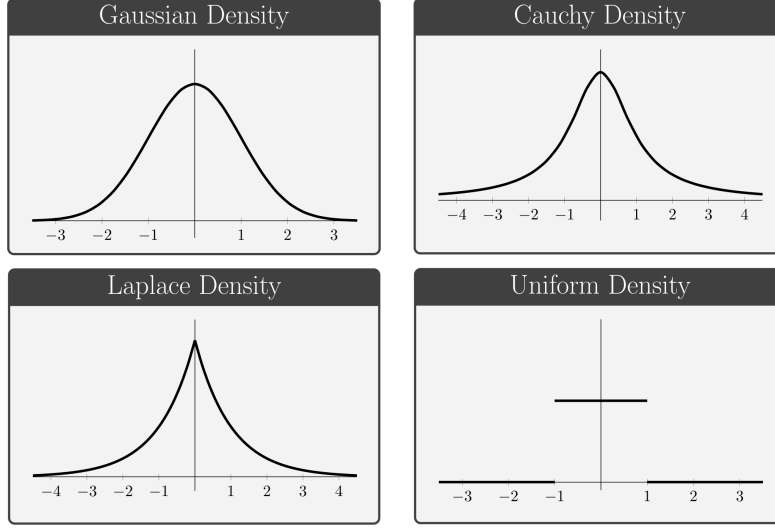 Gaussian Density
−3 −2 −1 1 2 3
Cauchy Density
−4 −3 −2 −1 1 2 3 4
Laplace Density
−4 −3 −2 −1 1 2 3 4
Uniform Density
−3 −2 −1 1 2 3